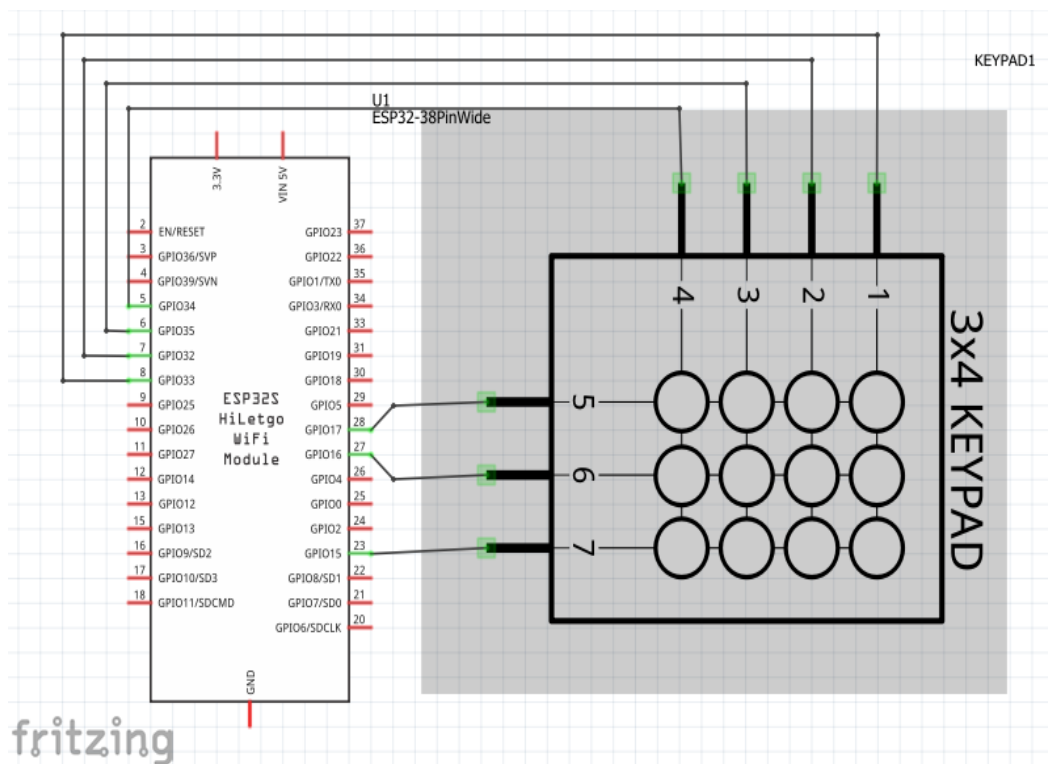 KEYPAD1
U1
ESP32-38PinWide
3.3V
VIN 5V
2 EN/RESET
3 GPIO36/SVP
4 GPIO39/SVN
5 GPIO34
6 GPIO35
7 GPIO32
8 GPIO33
9 GPIO25
10 GPIO26
11 GPIO27
12 GPIO14
13 GPIO12
15 GPIO13
16 GPIO9/SD2
17 GPIO10/SD3
18 GPIO11/SDCMD
ESP32S
HiLetgo
WiFi
Module
GPIO23 37
GPIO22 36
GPIO1/TX0 35
GPIO3/RX0 34
GPIO21 33
GPIO19 31
GPIO18 30
GPIO5 29
GPIO17 28
GPIO16 27
GPIO4 26
GPIO0 25
GPIO2 24
GPIO15 23
GPIO8/SD1 22
GPIO7/SD0 21
GPIO6/SDCLK 20
GND
4 3 2 1
5
6
7
3x4 KEYPAD
fritzing